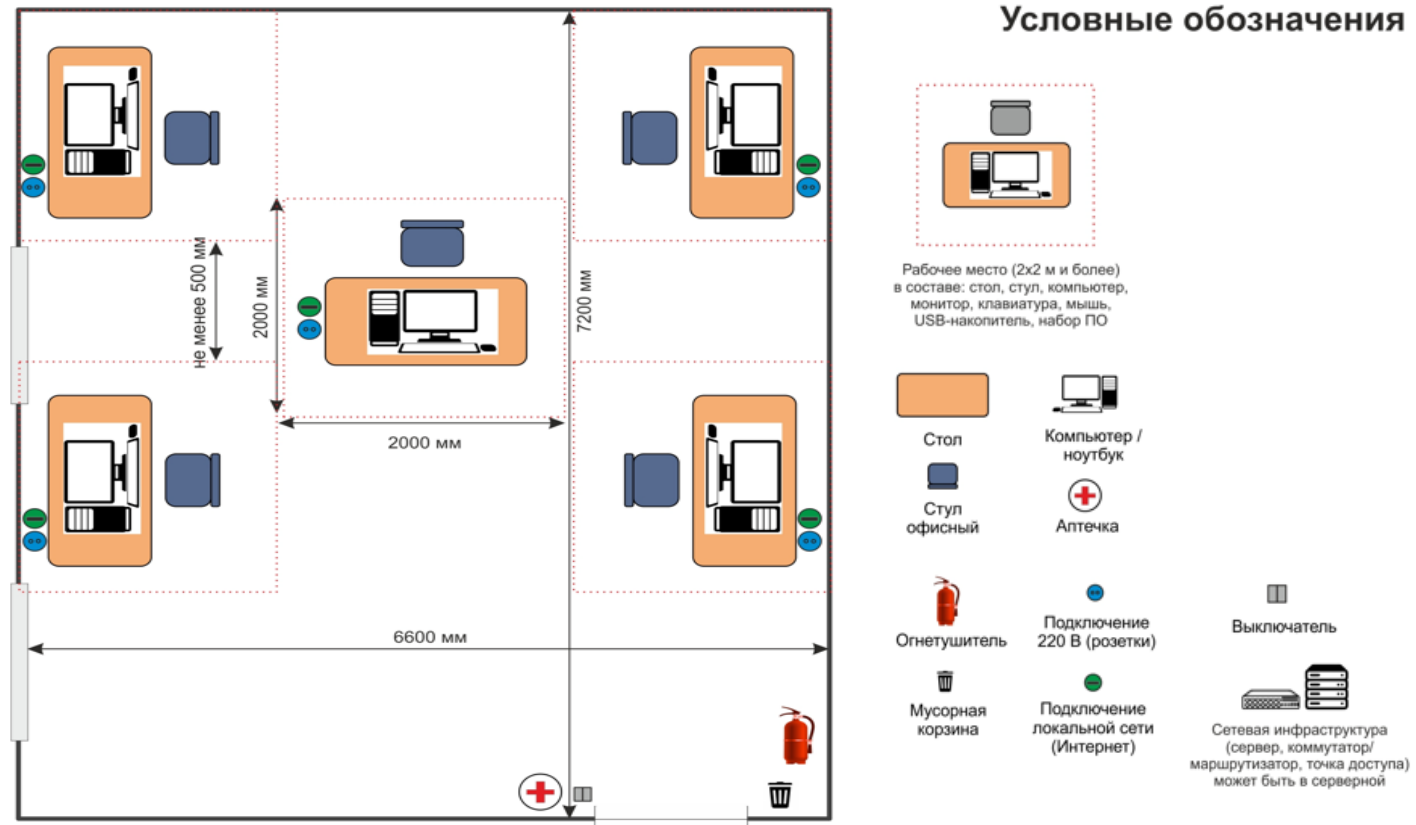 Условные обозначения
не менее 500 мм
2000 мм
7200 мм
2000 мм
6600 мм
Рабочее место (2х2 м и более)
в составе: стол, стул, компьютер,
монитор, клавиатура, мышь,
USB-накопитель, набор ПО
Стол
Компьютер /
ноутбук
Стул
офисный
Аптечка
Огнетушитель
Подключение
220 В (розетки)
Выключатель
Мусорная
корзина
Подключение
локальной сети
(Интернет)
Сетевая инфраструктура
(сервер, коммутатор/
маршрутизатор, точка доступа)
может быть в серверной